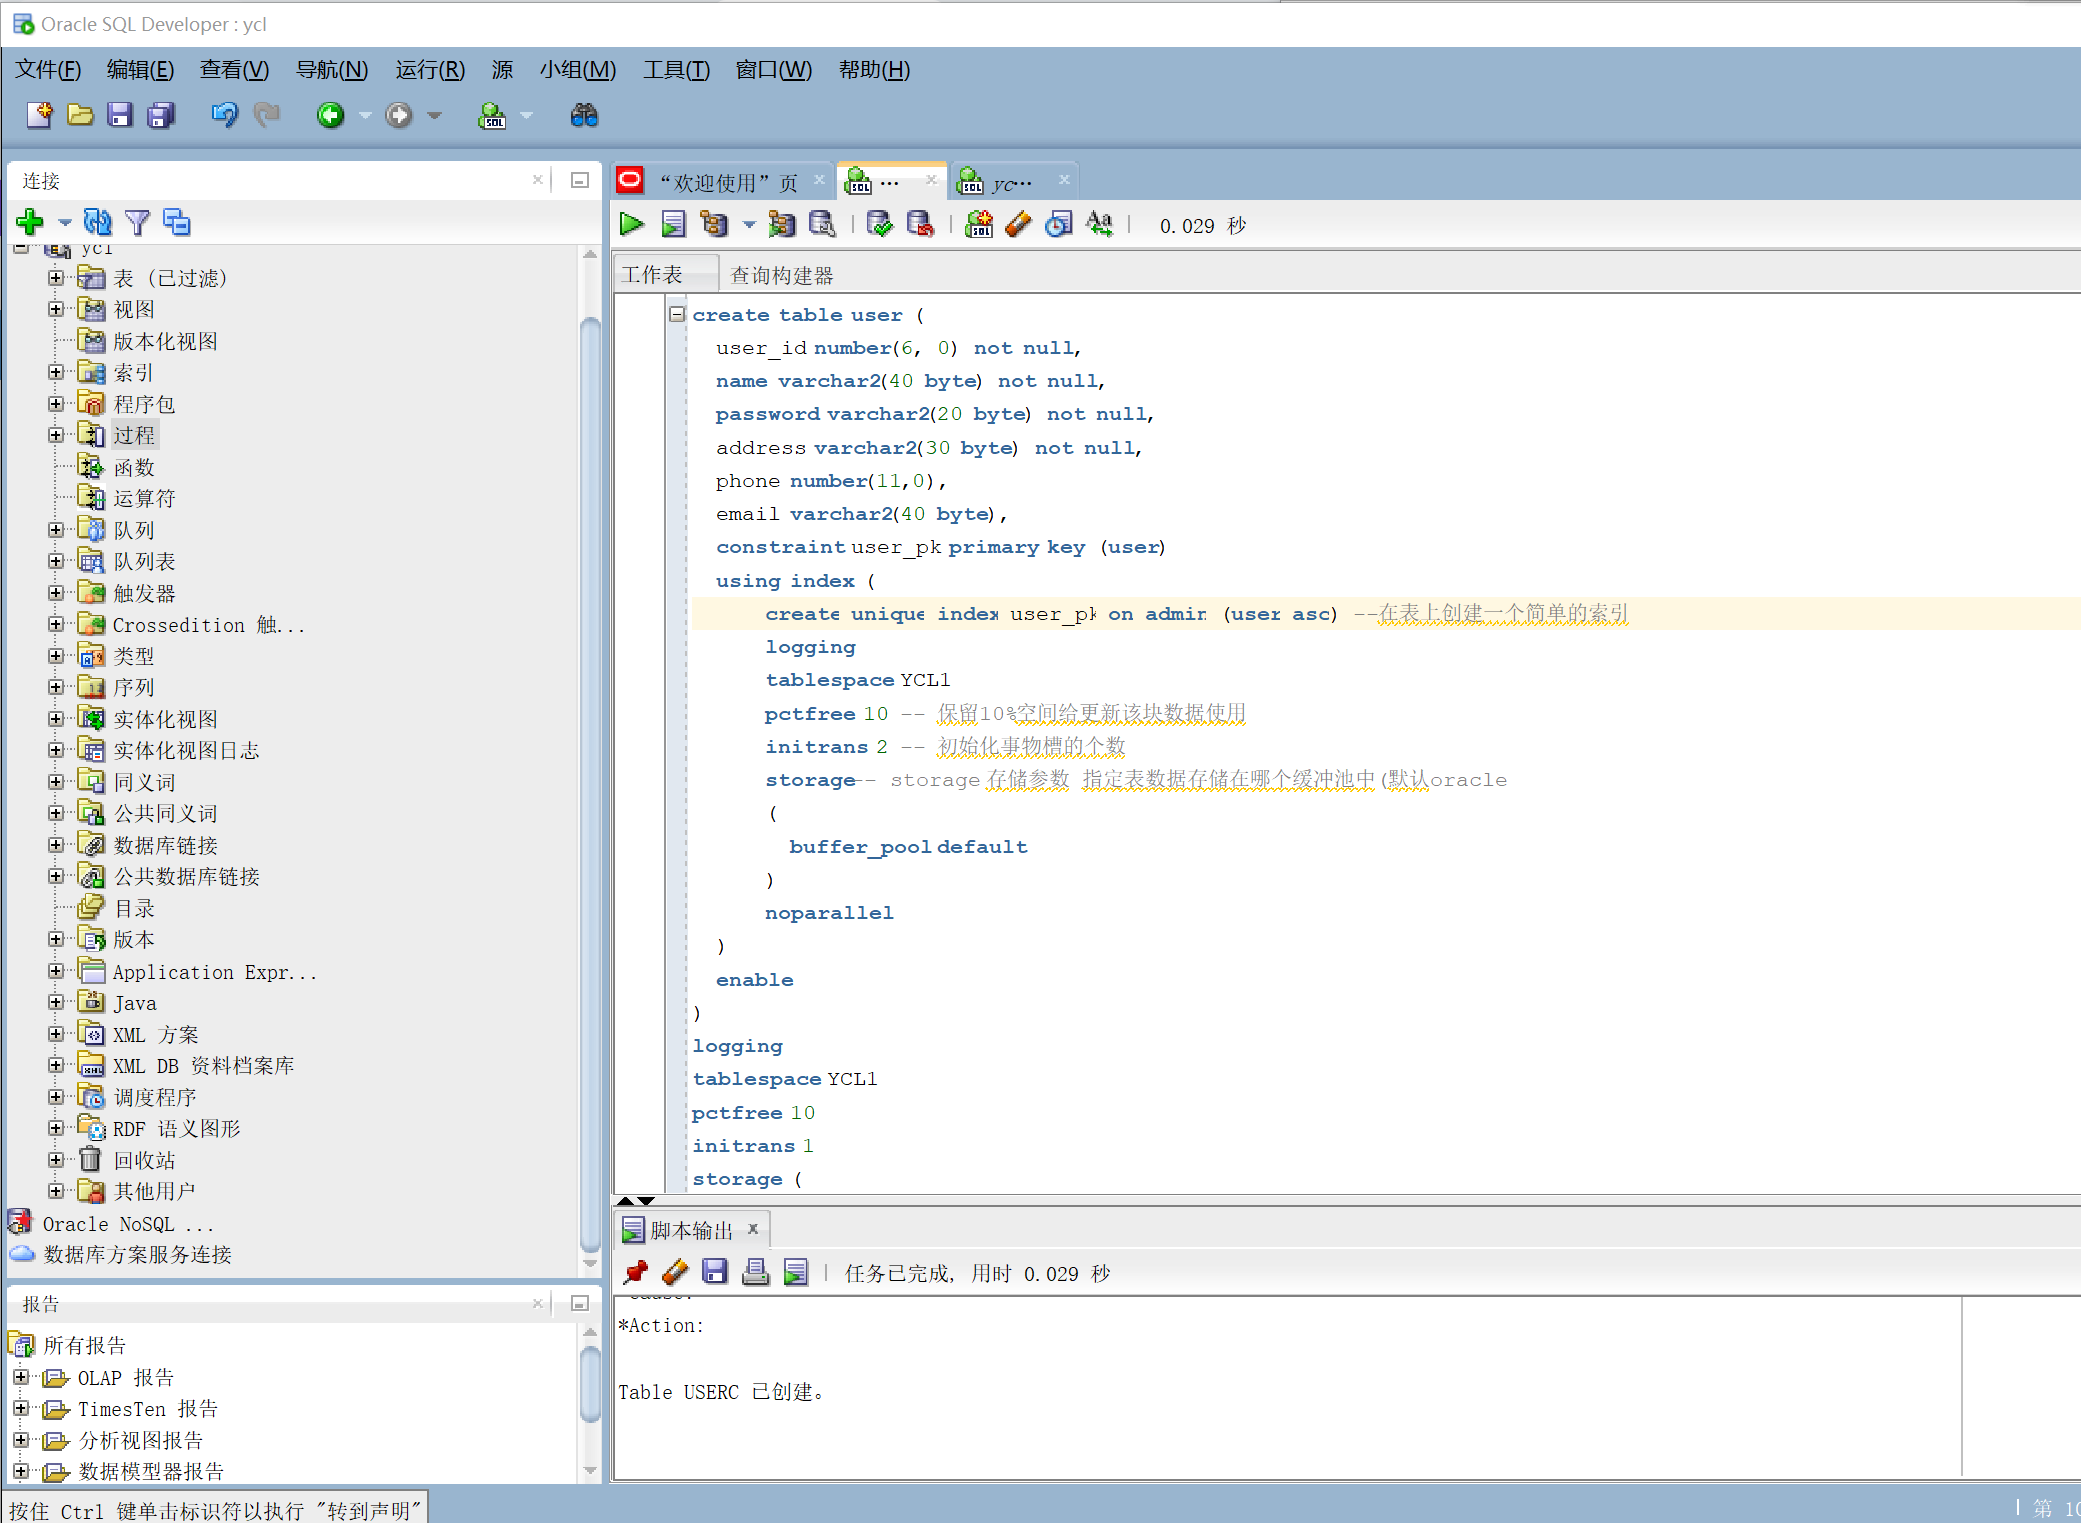 Oracle SQL Developer : ycl
文件(F) 编辑(E) 查看(V) 导航(N) 运行(R) 源 小组(M) 工具(T) 窗口(W) 帮助(H)
连接
ycl
表 (已过滤)
视图
版本化视图
索引
程序包
过程
函数
运算符
队列
队列表
触发器
Crossedition 触...
类型
序列
实体化视图
实体化视图日志
同义词
公共同义词
数据库链接
公共数据库链接
目录
版本
Application Expr...
Java
XML 方案
XML DB 资料档案库
调度程序
RDF 语义图形
回收站
其他用户
Oracle NoSQL ...
数据库方案服务连接
报告
所有报告
OLAP 报告
TimesTen 报告
分析视图报告
数据模型器报告
“欢迎使用”页 ... yc...
0.029 秒
工作表 查询构建器
create table user (
user_id number(6, 0) not null,
name varchar2(40 byte) not null,
password varchar2(20 byte) not null,
address varchar2(30 byte) not null,
phone number(11,0),
email varchar2(40 byte),
constraint user_pk primary key (user)
using index (
create unique index user_pk on admin (user asc) --在表上创建一个简单的索引
logging
tablespace YCL1
pctfree 10 -- 保留10%空间给更新该块数据使用
initrans 2 -- 初始化事物槽的个数
storage-- storage 存储参数 指定表数据存储在哪个缓冲池中(默认oracle
(
buffer_pool default
)
noparallel
)
enable
)
logging
tablespace YCL1
pctfree 10
initrans 1
storage (
脚本输出
任务已完成, 用时 0.029 秒
*Action:
Table USERC 已创建。
按住 Ctrl 键单击标识符以执行 "转到声明"
第 10